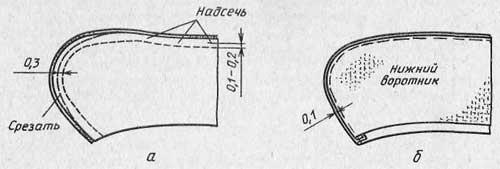 Надсечь
0,3
0,1-0,2
Срезать
а
Нижний
воротник
0,1
б